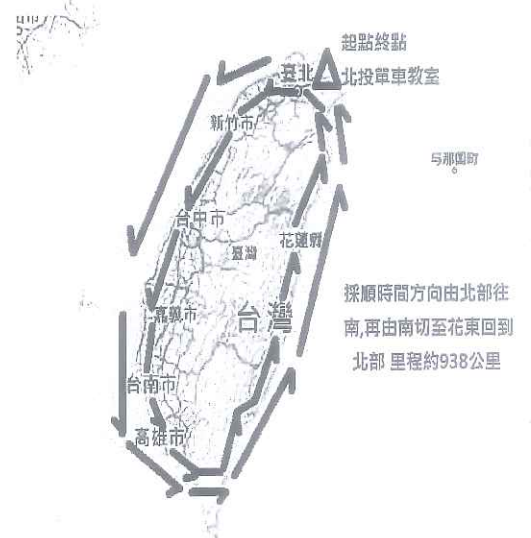 起點終點
臺北
北投單車教室
新竹市
与那国町
台中市
花蓮縣
臺灣
採順時間方向由北部往
嘉義市
台灣
南,再由南切至花東回到
北部 里程約938公里
台南市
高雄市